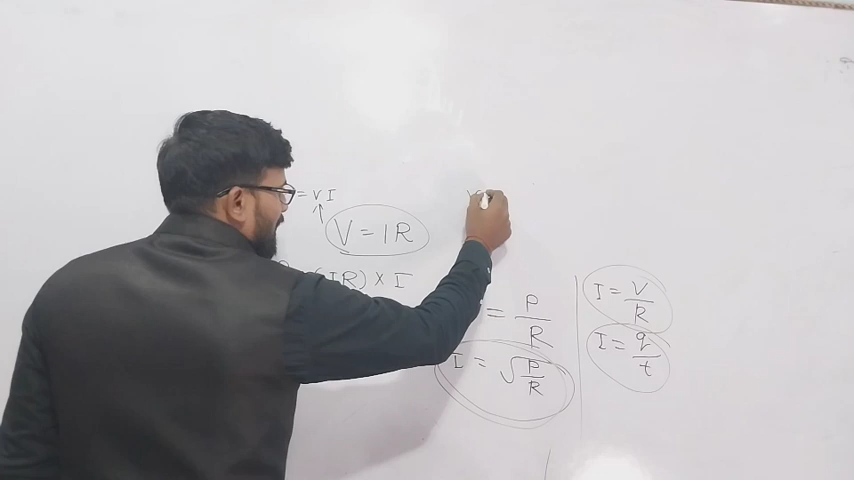 = VI
↑
V = IR
(IR) × I
= P/R
I = √P/R
I = V/R
I = q/t